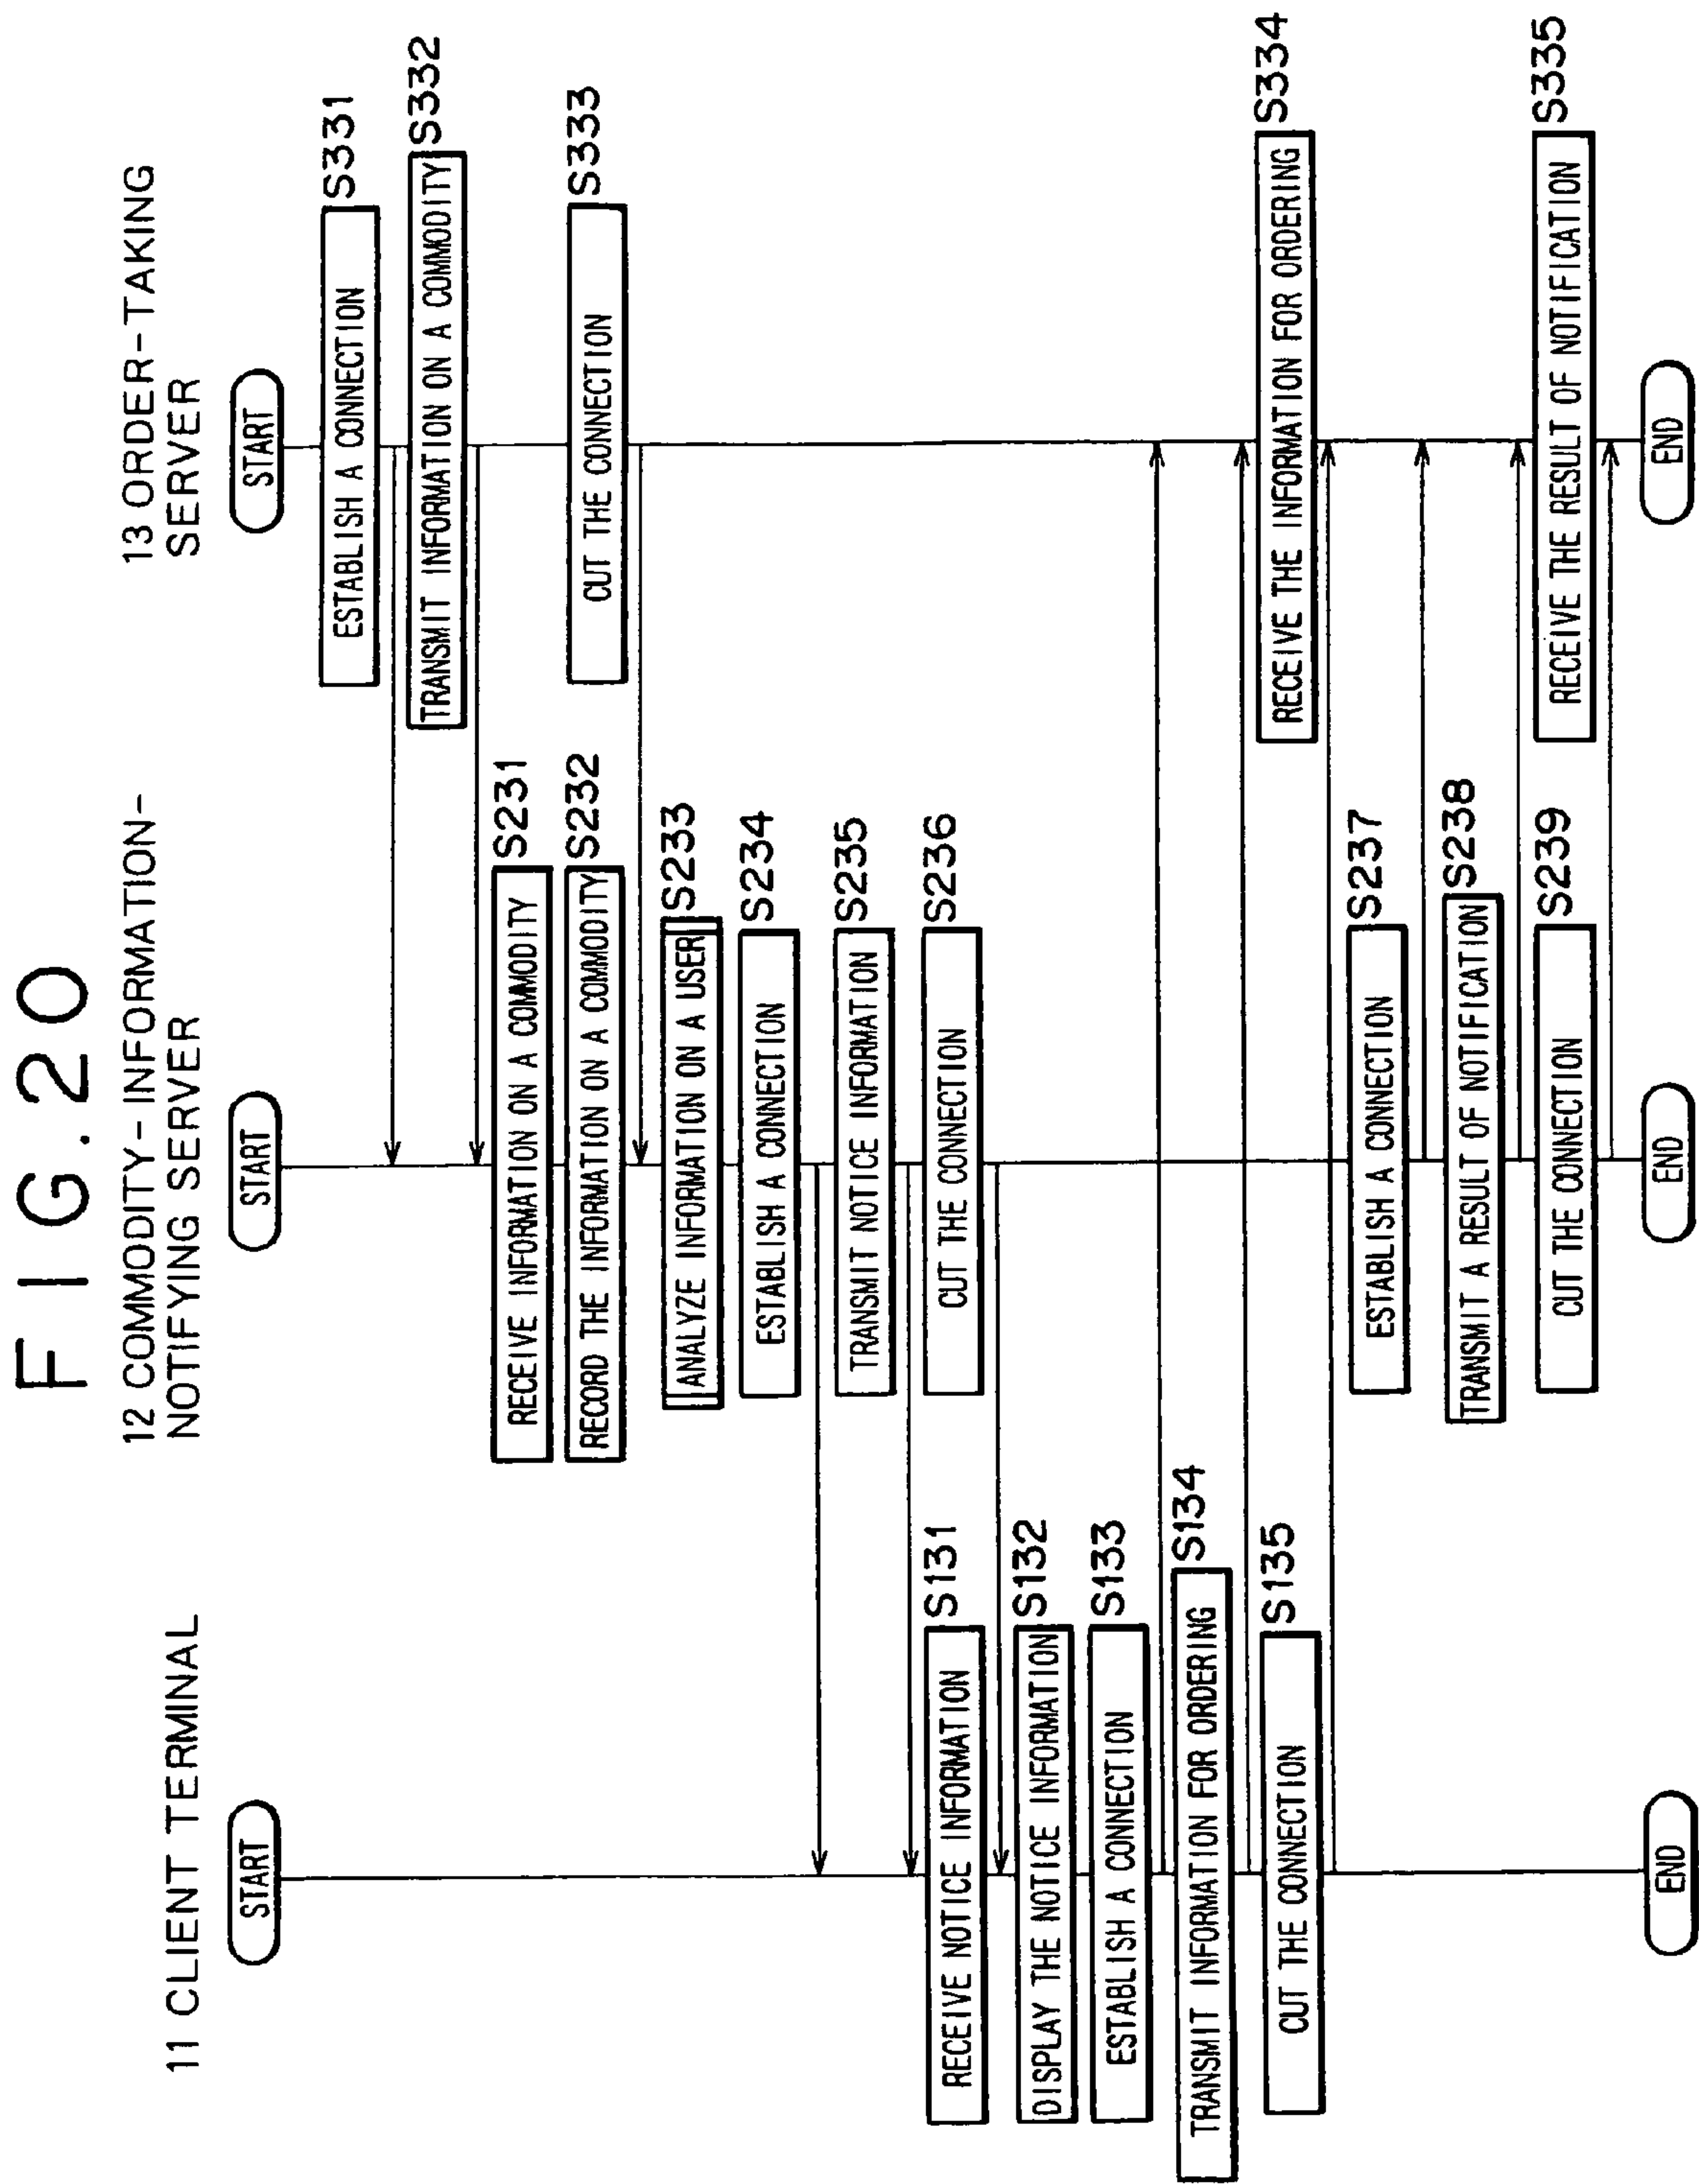 FIG. 20
11 CLIENT TERMINAL
START
RECEIVE NOTICE INFORMATION
S131
DISPLAY THE NOTICE INFORMATION
S132
ESTABLISH A CONNECTION
S133
TRANSMIT INFORMATION FOR ORDERING
S134
CUT THE CONNECTION
S135
END
12 COMMODITY-INFORMATION-
NOTIFYING SERVER
START
RECEIVE INFORMATION ON A COMMODITY
S231
RECORD THE INFORMATION ON A COMMODITY
S232
ANALYZE INFORMATION ON A USER
S233
ESTABLISH A CONNECTION
S234
TRANSMIT NOTICE INFORMATION
S235
CUT THE CONNECTION
S236
ESTABLISH A CONNECTION
S237
TRANSMIT A RESULT OF NOTIFICATION
S238
CUT THE CONNECTION
S239
END
13 ORDER-TAKING
SERVER
START
ESTABLISH A CONNECTION
S331
TRANSMIT INFORMATION ON A COMMODITY
S332
CUT THE CONNECTION
S333
RECEIVE THE INFORMATION FOR ORDERING
S334
RECEIVE THE RESULT OF NOTIFICATION
S335
END